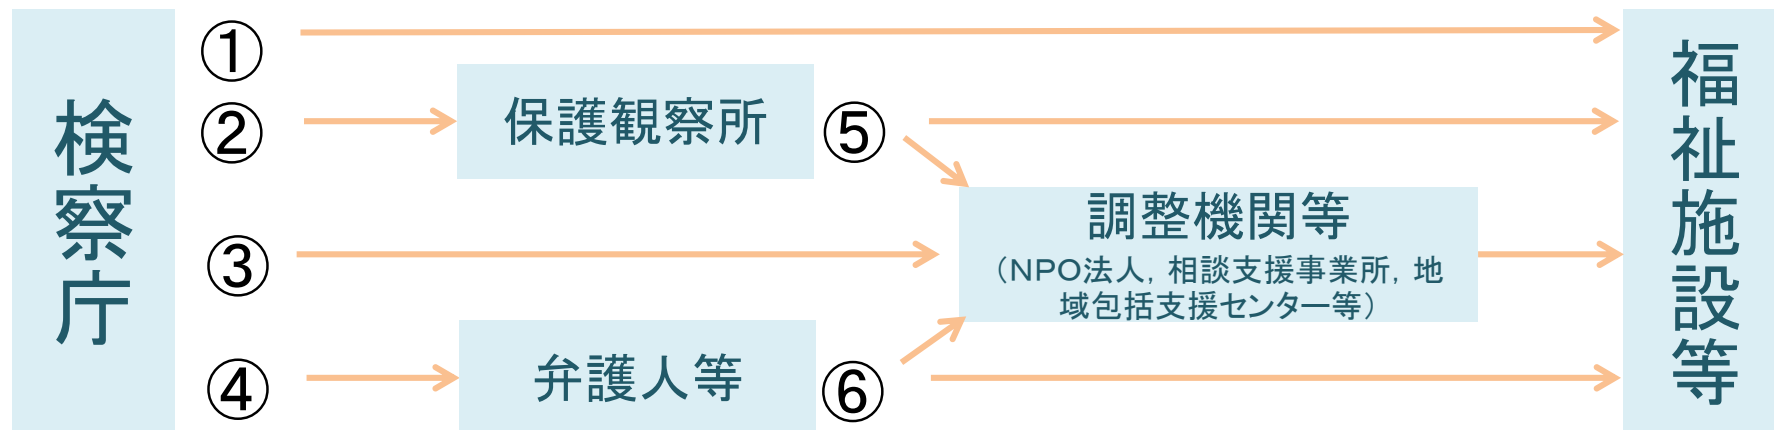 検察庁
①
②
保護観察所
⑤
③
調整機関等
（NPO法人，相談支援事業所，地
域包括支援センター等）
④
弁護人等
⑥
福祉施設等